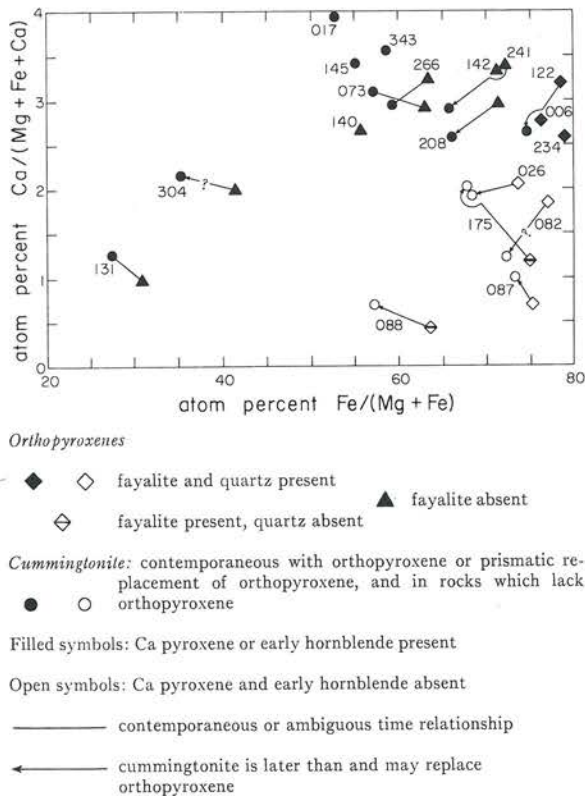 atom percent Ca/(Mg + Fe + Ca)
4
3
2
1
0
017
343
145
266
142
241
122
073
006
140
208
234
304
?
026
175
082
?
131
087
088
20
40
60
80
atom percent Fe/(Mg + Fe)
Orthopyroxenes
fayalite and quartz present
fayalite absent
fayalite present, quartz absent
Cummingtonite: contemporaneous with orthopyroxene or prismatic re-
placement of orthopyroxene, and in rocks which lack
orthopyroxene
Filled symbols: Ca pyroxene or early hornblende present
Open symbols: Ca pyroxene and early hornblende absent
contemporaneous or ambiguous time relationship
cummingtonite is later than and may replace
orthopyroxene